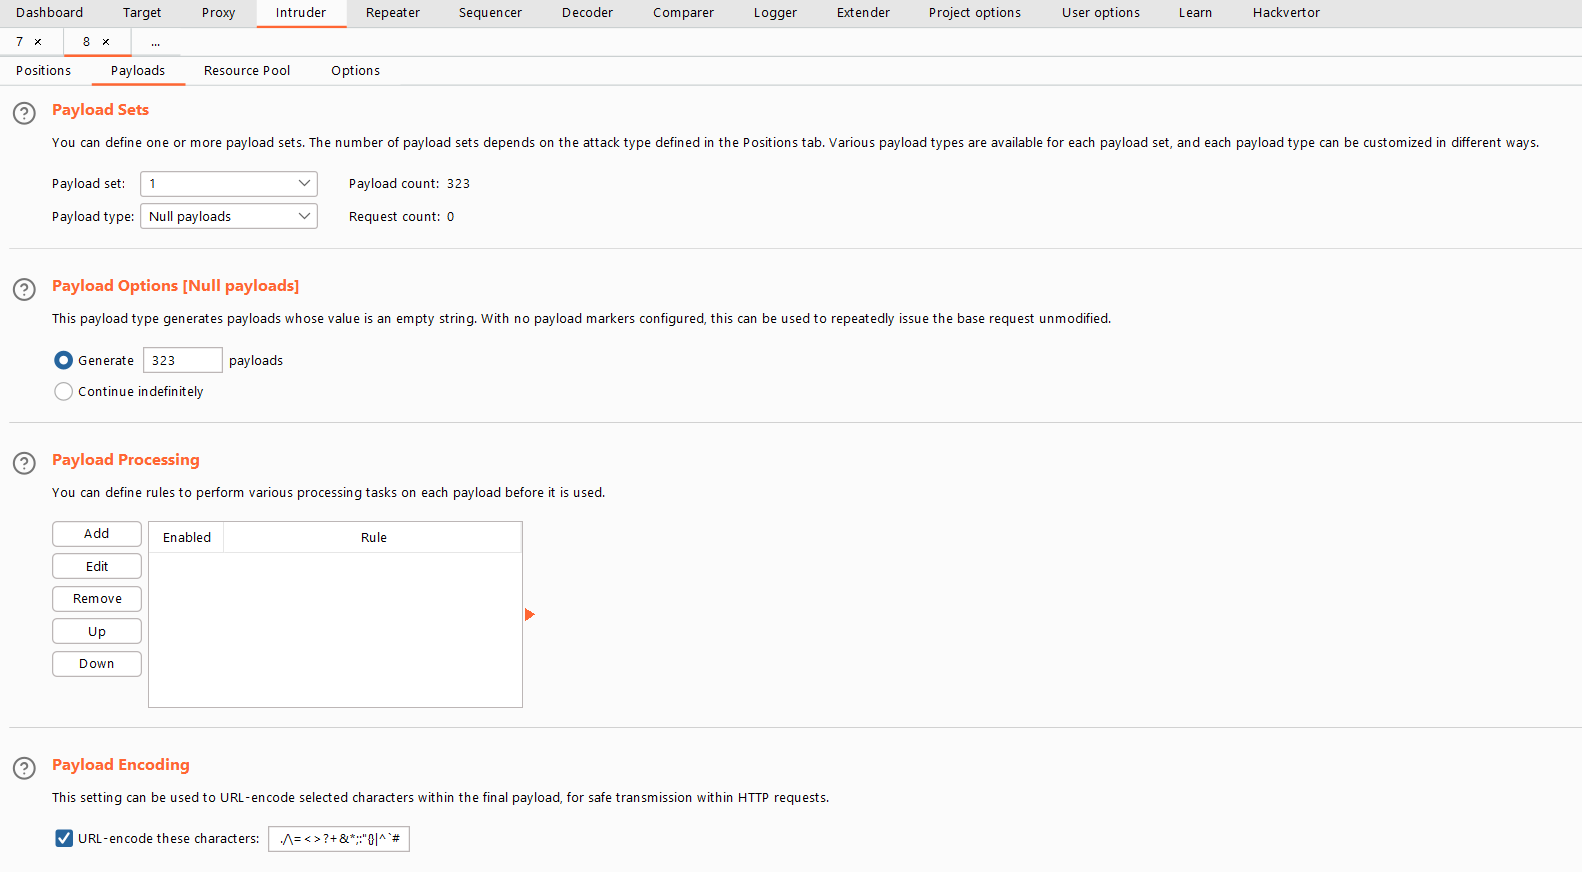 Dashboard Target Proxy Intruder Repeater Sequencer Decoder Comparer Logger Extender Project options User options Learn Hackvertor
7 × 8 × ...
Positions Payloads Resource Pool Options
Payload Sets
You can define one or more payload sets. The number of payload sets depends on the attack type defined in the Positions tab. Various payload types are available for each payload set, and each payload type can be customized in different ways.
Payload set: 1 Payload count: 323
Payload type: Null payloads Request count: 0
Payload Options [Null payloads]
This payload type generates payloads whose value is an empty string. With no payload markers configured, this can be used to repeatedly issue the base request unmodified.
Generate 323 payloads
Continue indefinitely
Payload Processing
You can define rules to perform various processing tasks on each payload before it is used.
Add
Enabled Rule
Edit
Remove
Up
Down
Payload Encoding
This setting can be used to URL-encode selected characters within the final payload, for safe transmission within HTTP requests.
URL-encode these characters: ./\=<>?+&*;:"{}|^`#